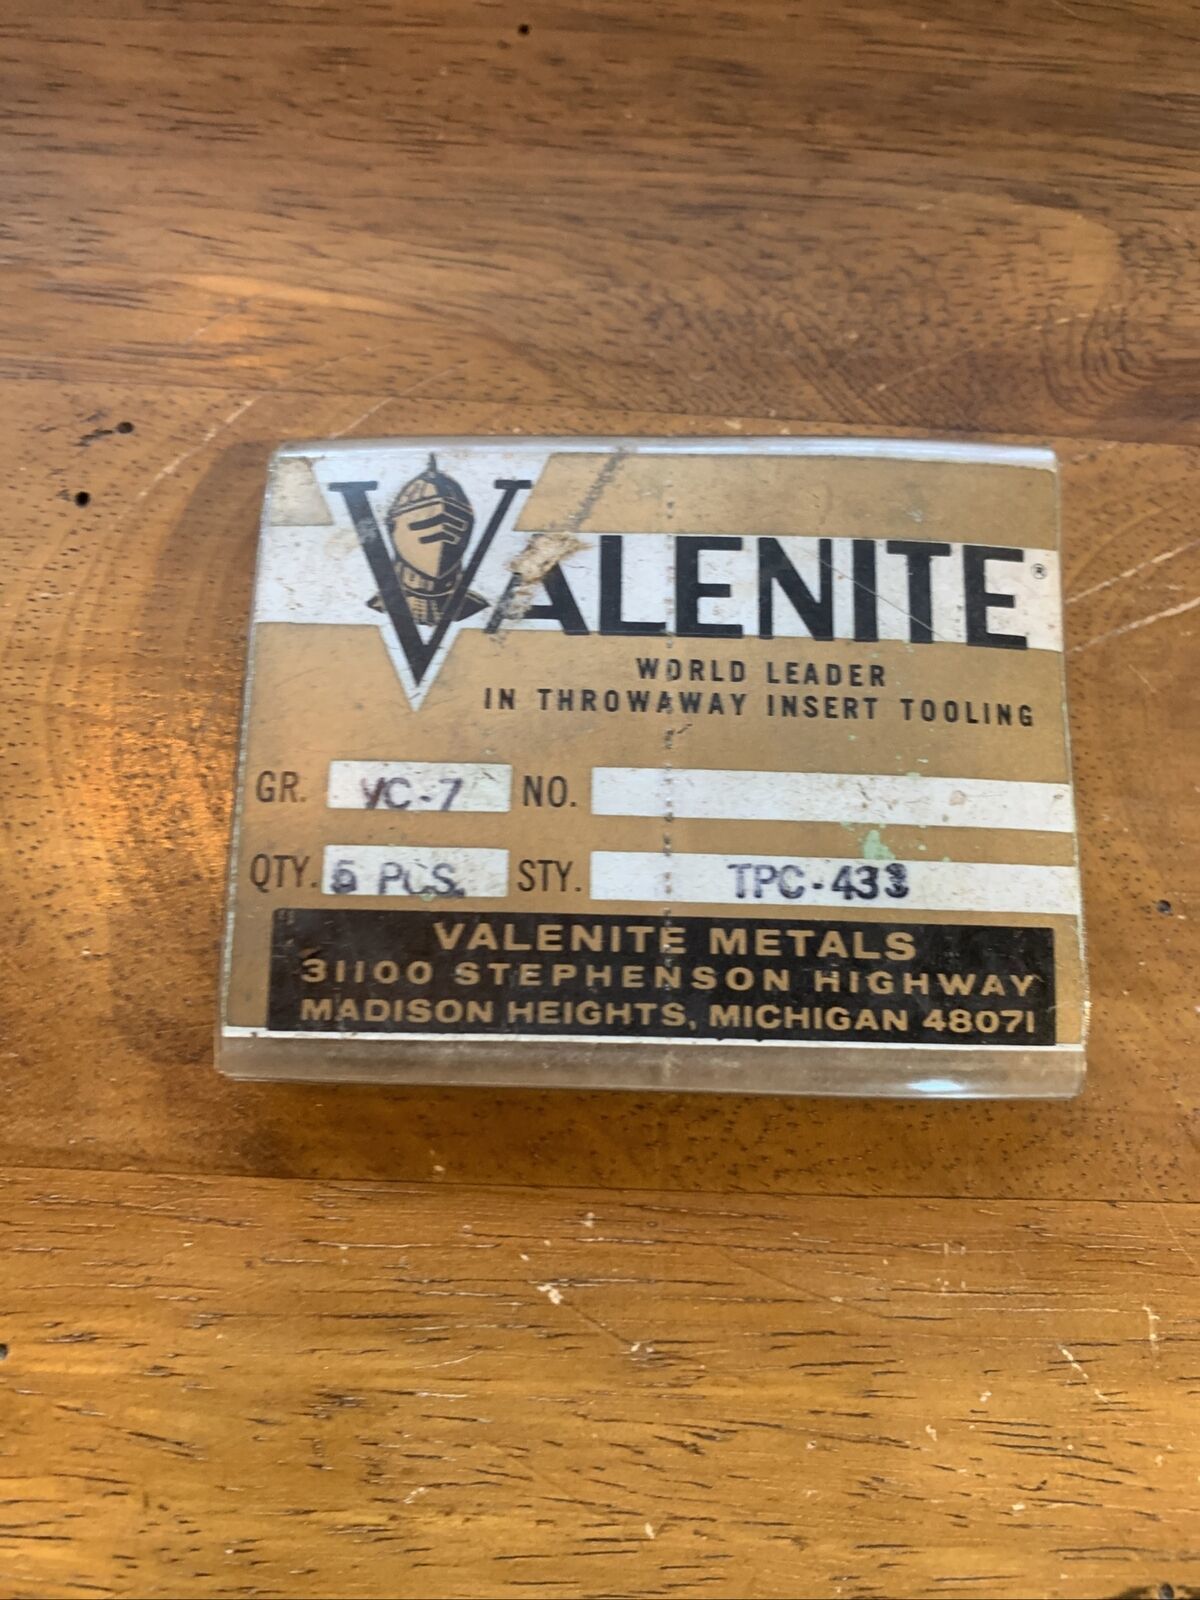 VALENITE®
WORLD LEADER
IN THROWAWAY INSERT TOOLING
GR. VC-7 NO.
QTY. 5 PCS. STY. TPC-433
VALENITE METALS
31100 STEPHENSON HIGHWAY
MADISON HEIGHTS, MICHIGAN 48071